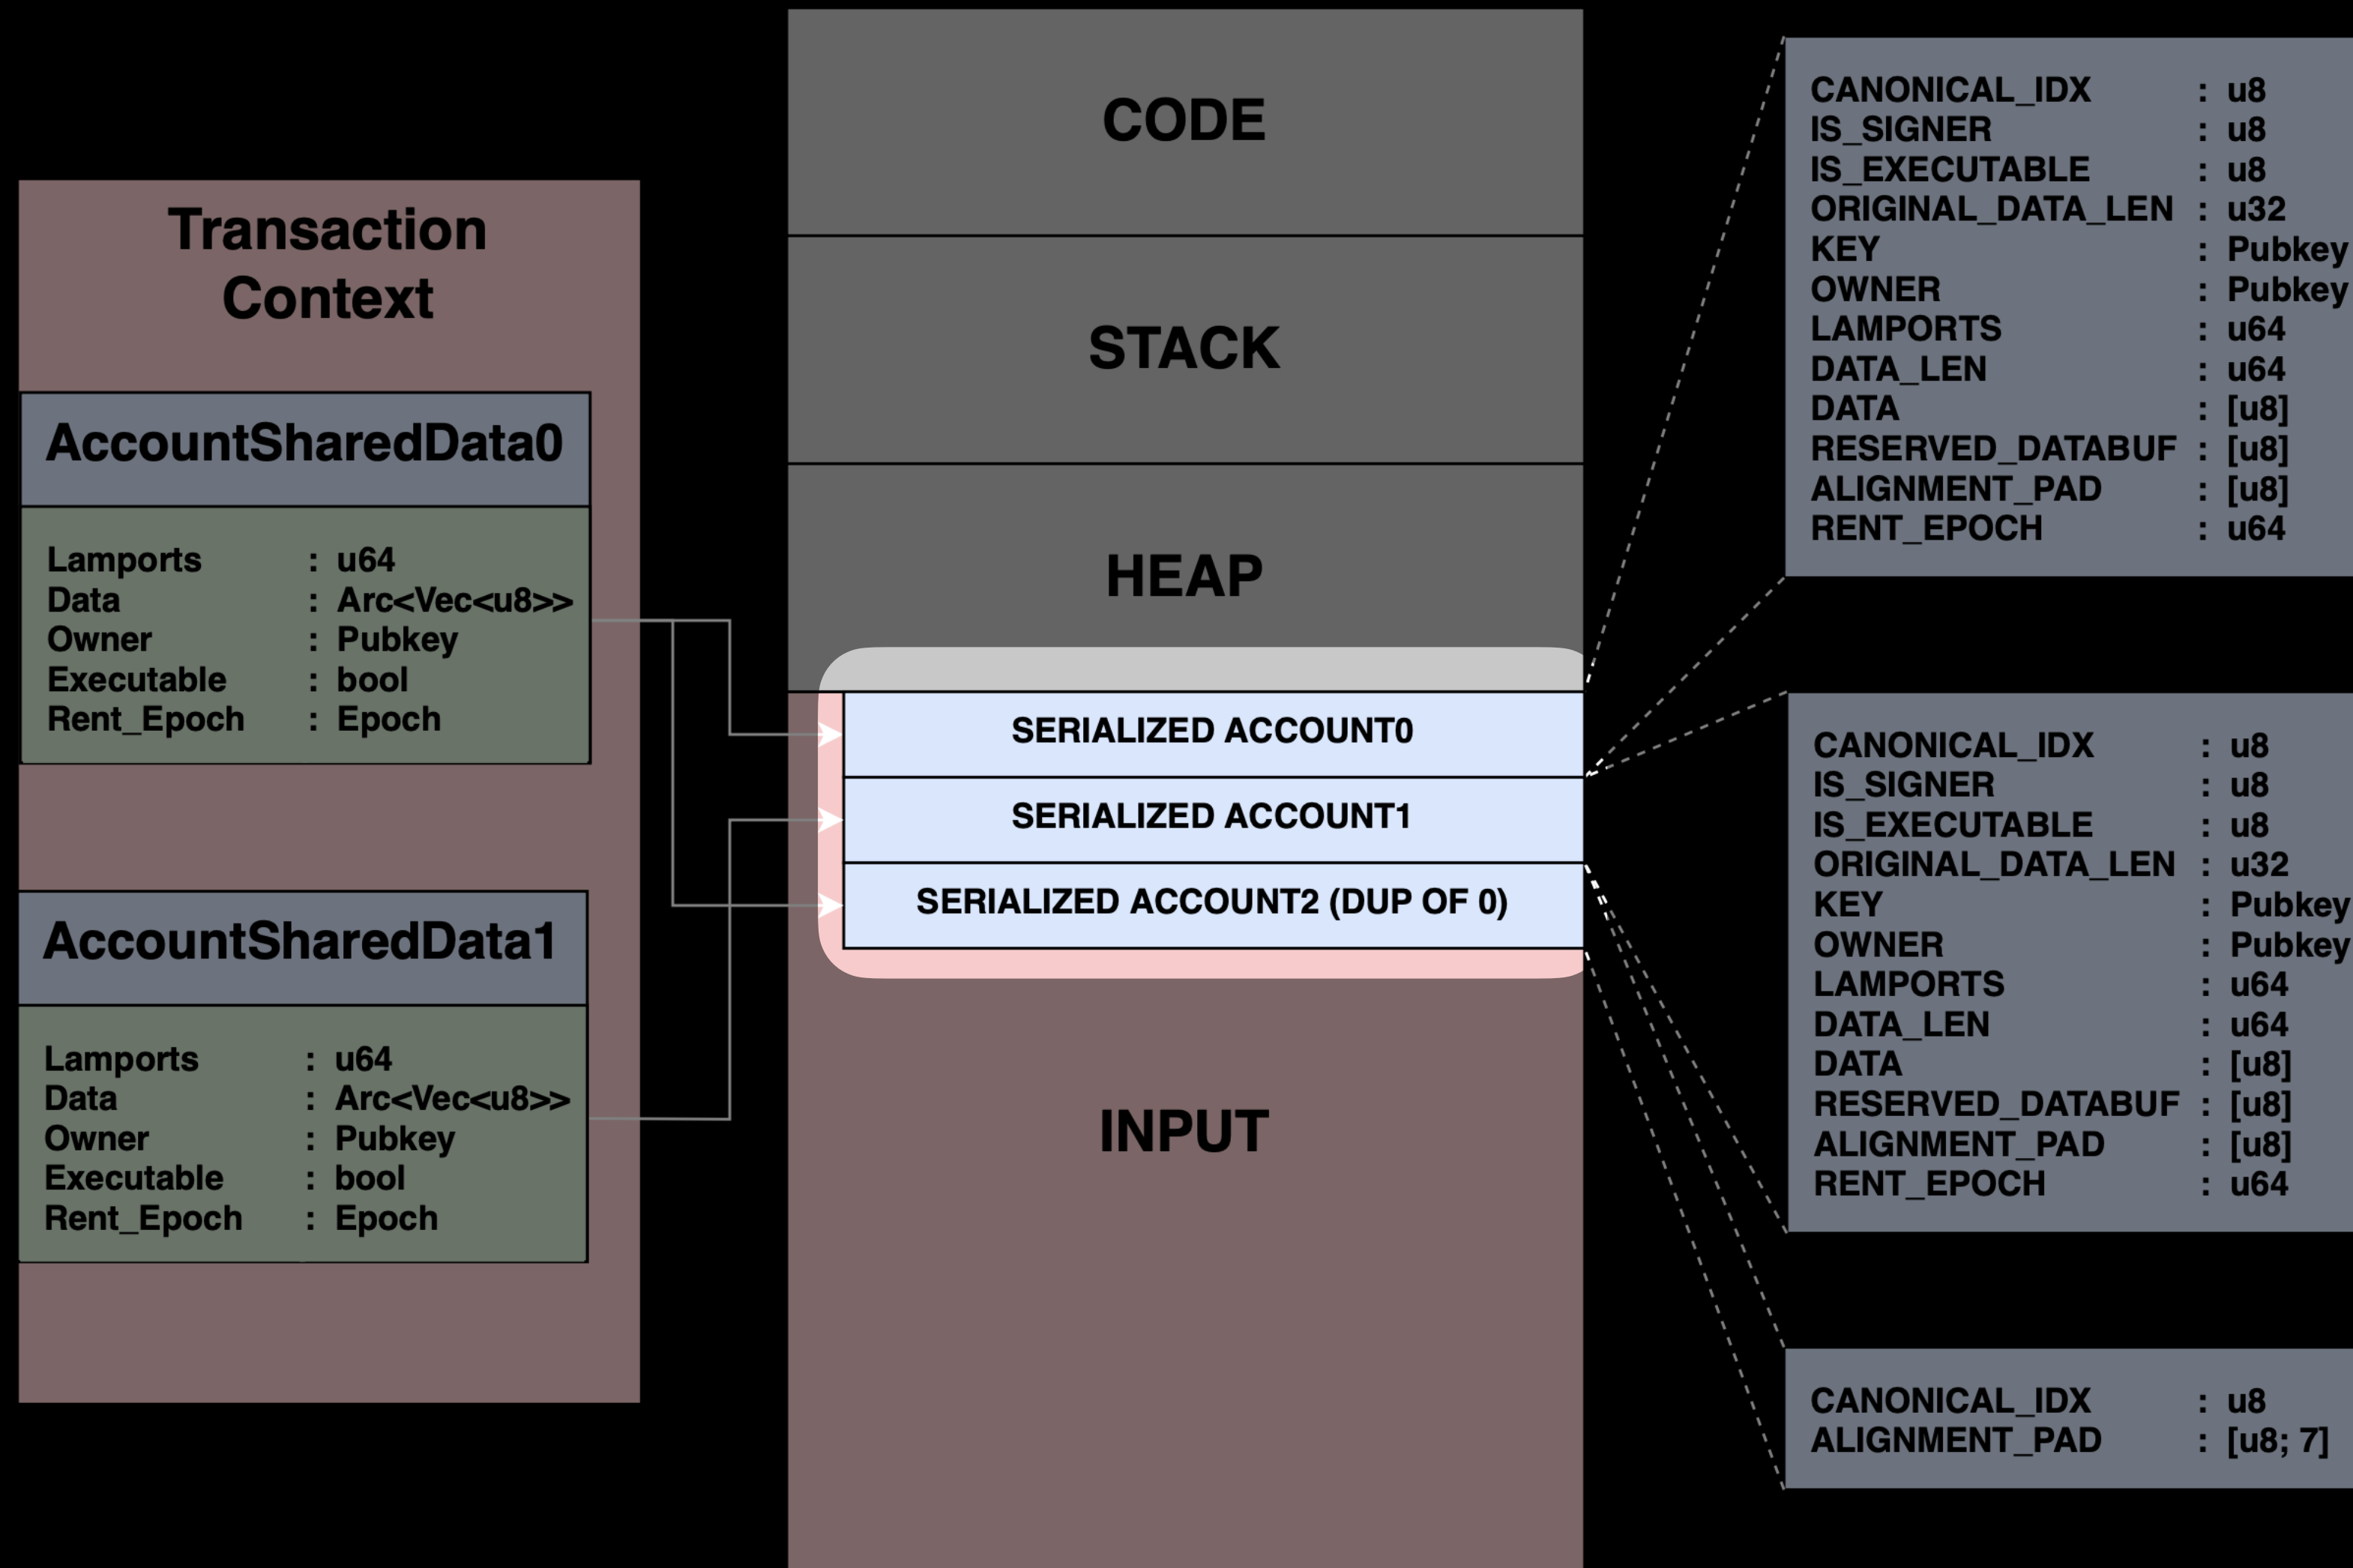 Transaction
Context
AccountSharedData0
Lamports : u64
Data : Arc<Vec<u8>>
Owner : Pubkey
Executable : bool
Rent_Epoch : Epoch
AccountSharedData1
Lamports : u64
Data : Arc<Vec<u8>>
Owner : Pubkey
Executable : bool
Rent_Epoch : Epoch
CODE
STACK
HEAP
SERIALIZED ACCOUNT0
SERIALIZED ACCOUNT1
SERIALIZED ACCOUNT2 (DUP OF 0)
INPUT
CANONICAL_IDX : u8
IS_SIGNER : u8
IS_EXECUTABLE : u8
ORIGINAL_DATA_LEN : u32
KEY : Pubkey
OWNER : Pubkey
LAMPORTS : u64
DATA_LEN : u64
DATA : [u8]
RESERVED_DATABUF : [u8]
ALIGNMENT_PAD : [u8]
RENT_EPOCH : u64
CANONICAL_IDX : u8
IS_SIGNER : u8
IS_EXECUTABLE : u8
ORIGINAL_DATA_LEN : u32
KEY : Pubkey
OWNER : Pubkey
LAMPORTS : u64
DATA_LEN : u64
DATA : [u8]
RESERVED_DATABUF : [u8]
ALIGNMENT_PAD : [u8]
RENT_EPOCH : u64
CANONICAL_IDX : u8
ALIGNMENT_PAD : [u8; 7]